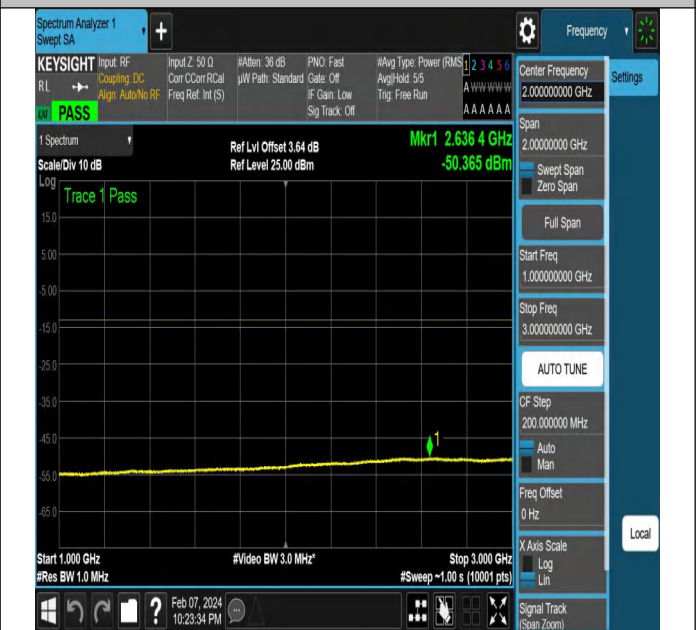 Spectrum Analyzer 1
Swept SA
Frequency
KEYSIGHT
RL
PASS
Input: RF
Coupling: DC
Align: Auto/No RF
Input Z: 50 Ω
Corr CCorr RCal
Freq Ref: Int (S)
#Atten: 36 dB
µW Path: Standard
PNO: Fast
Gate: Off
IF Gain: Low
Sig Track: Off
#Avg Type: Power (RMS
Avg|Hold: 5/5
Trig: Free Run
1 2 3 4 5 6
A W W W W W
A A A A A A
Center Frequency
2.000000000 GHz
Settings
1 Spectrum
Scale/Div 10 dB
Log
Ref Lvl Offset 3.64 dB
Ref Level 25.00 dBm
Mkr1 2.636 4 GHz
-50.365 dBm
Trace 1 Pass
15.0
5.00
-5.00
-15.0
-25.0
-35.0
-45.0
-55.0
-65.0
1
Start 1.000 GHz
#Res BW 1.0 MHz
#Video BW 3.0 MHz*
Stop 3.000 GHz
#Sweep ~1.00 s (10001 pts)
Span
2.00000000 GHz
Swept Span
Zero Span
Full Span
Start Freq
1.000000000 GHz
Stop Freq
3.000000000 GHz
AUTO TUNE
CF Step
200.000000 MHz
Auto
Man
Freq Offset
0 Hz
X Axis Scale
Log
Lin
Local
Signal Track
(Span Zoom)
?
Feb 07, 2024
10:23:34 PM